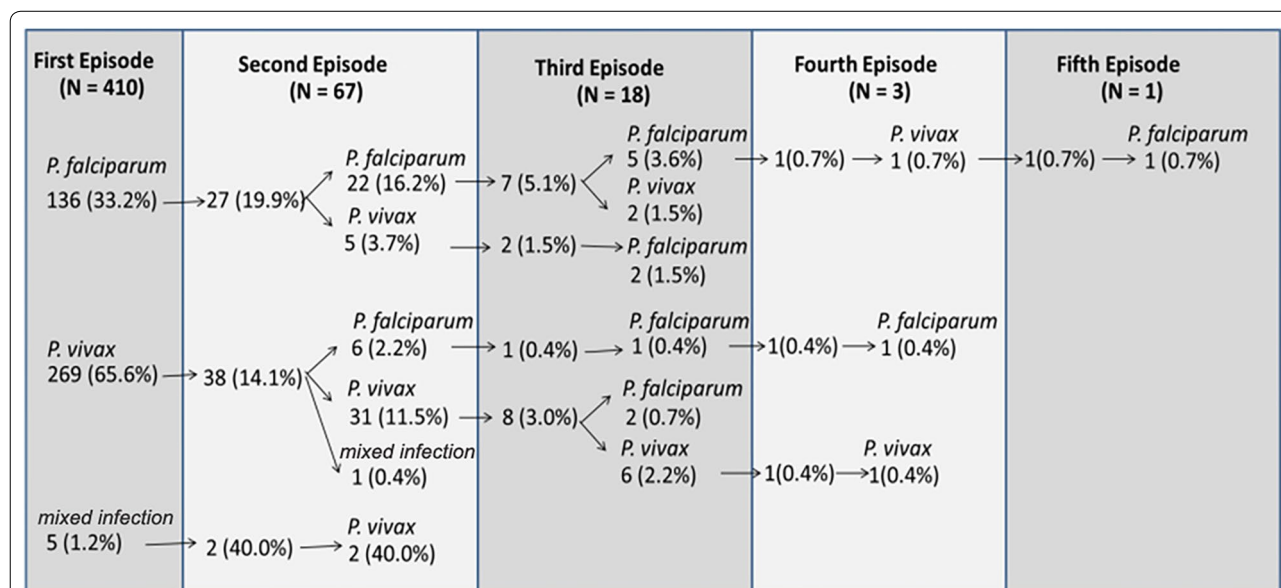 First Episode
(N = 410)
Second Episode
(N = 67)
Third Episode
(N = 18)
Fourth Episode
(N = 3)
Fifth Episode
(N = 1)
P. falciparum
136 (33.2%)
27 (19.9%)
P. falciparum
22 (16.2%)
P. vivax
5 (3.7%)
7 (5.1%)
P. falciparum
5 (3.6%)
P. vivax
2 (1.5%)
2 (1.5%)
P. falciparum
2 (1.5%)
1(0.7%)
P. vivax
1 (0.7%)
1(0.7%)
P. falciparum
1 (0.7%)
P. vivax
269 (65.6%)
38 (14.1%)
P. falciparum
6 (2.2%)
P. vivax
31 (11.5%)
mixed infection
1 (0.4%)
1 (0.4%)
P. falciparum
1 (0.4%)
1(0.4%)
P. falciparum
1 (0.4%)
8 (3.0%)
P. falciparum
2 (0.7%)
P. vivax
6 (2.2%)
1(0.4%)
P. vivax
1(0.4%)
mixed infection
5 (1.2%)
2 (40.0%)
P. vivax
2 (40.0%)